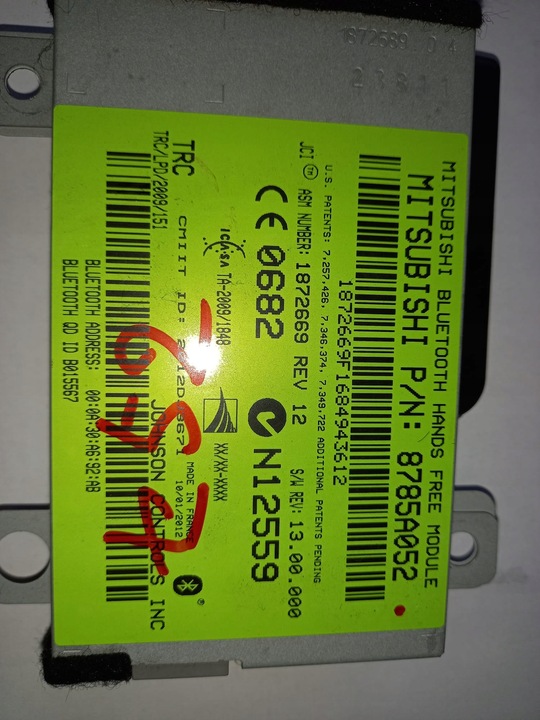 MITSUBISHI BLUETOOTH HANDS FREE MODULE
MITSUBISHI P/N: 8785A052
1872669F1684943612
U.S. PATENTS: 7,257,426, 7,346,374, 7,349,722 ADDITIONAL PATENTS PENDING
JCI TM ASM NUMBER: 1872669 REV 12 S/W REV: 13.00.000
CE 0682 N12559
ICASA TA-2009/1848 XX/XX-XXXX
CMIIT ID: MADE IN FRANCE
10/01/2012
TRC
TRC/LPD/2009/151 JOHNSON CONTROLS INC
BLUETOOTH ADDRESS: 00:0A:30:A6:92:AB
BLUETOOTH QD ID B015567